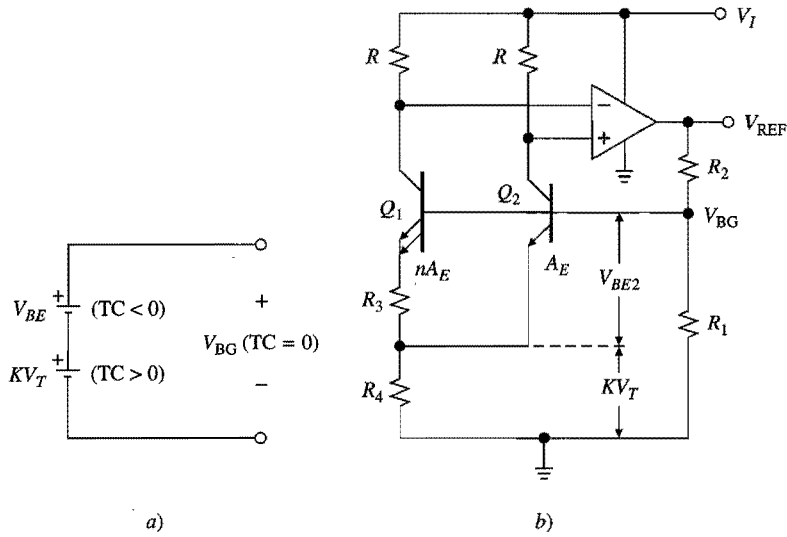 V_BE (TC < 0)
KV_T (TC > 0)
+
+
+
V_BG (TC = 0)
−
a)
V_I
R
R
−
+
V_REF
R_2
Q_1
Q_2
V_BG
nA_E
A_E
V_BE2
R_3
R_1
R_4
KV_T
b)